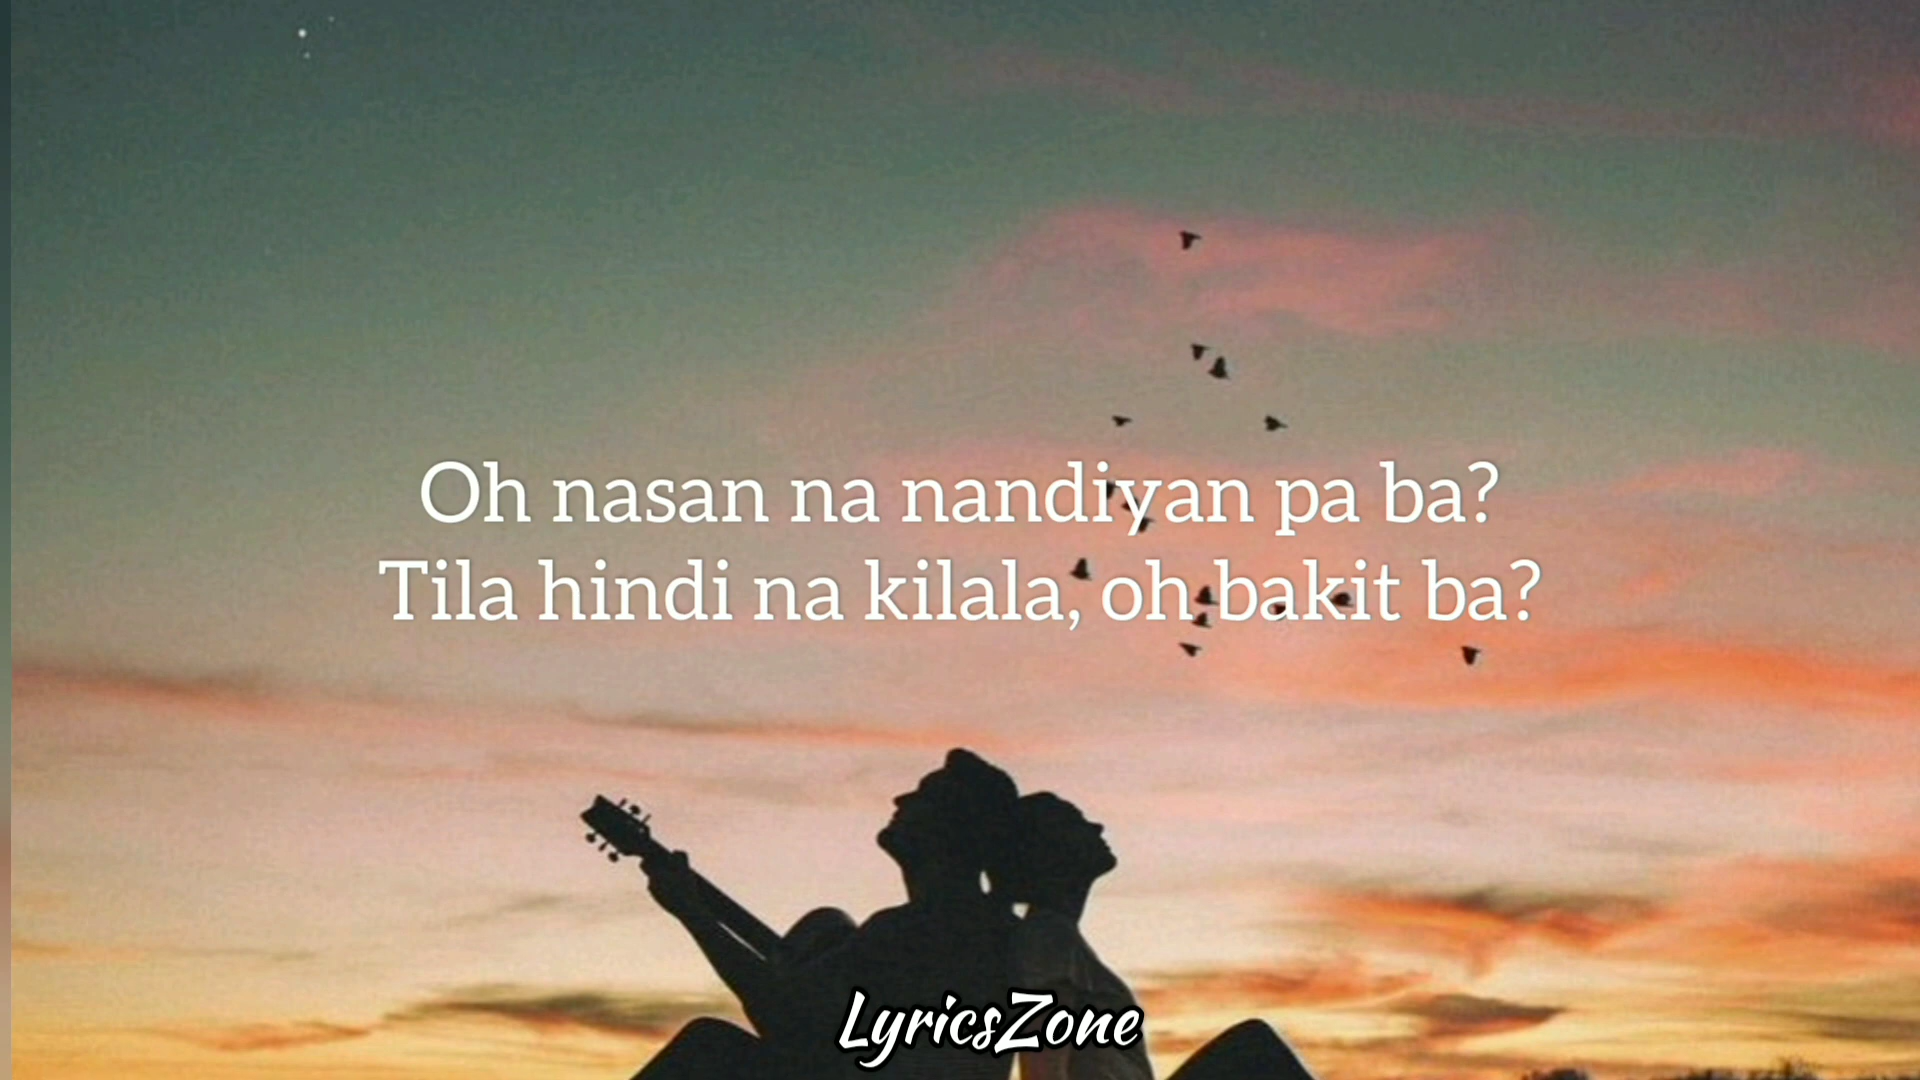 Oh nasan na nandiyan pa ba?
Tila hindi na kilala, oh bakit ba?
LyricsZone